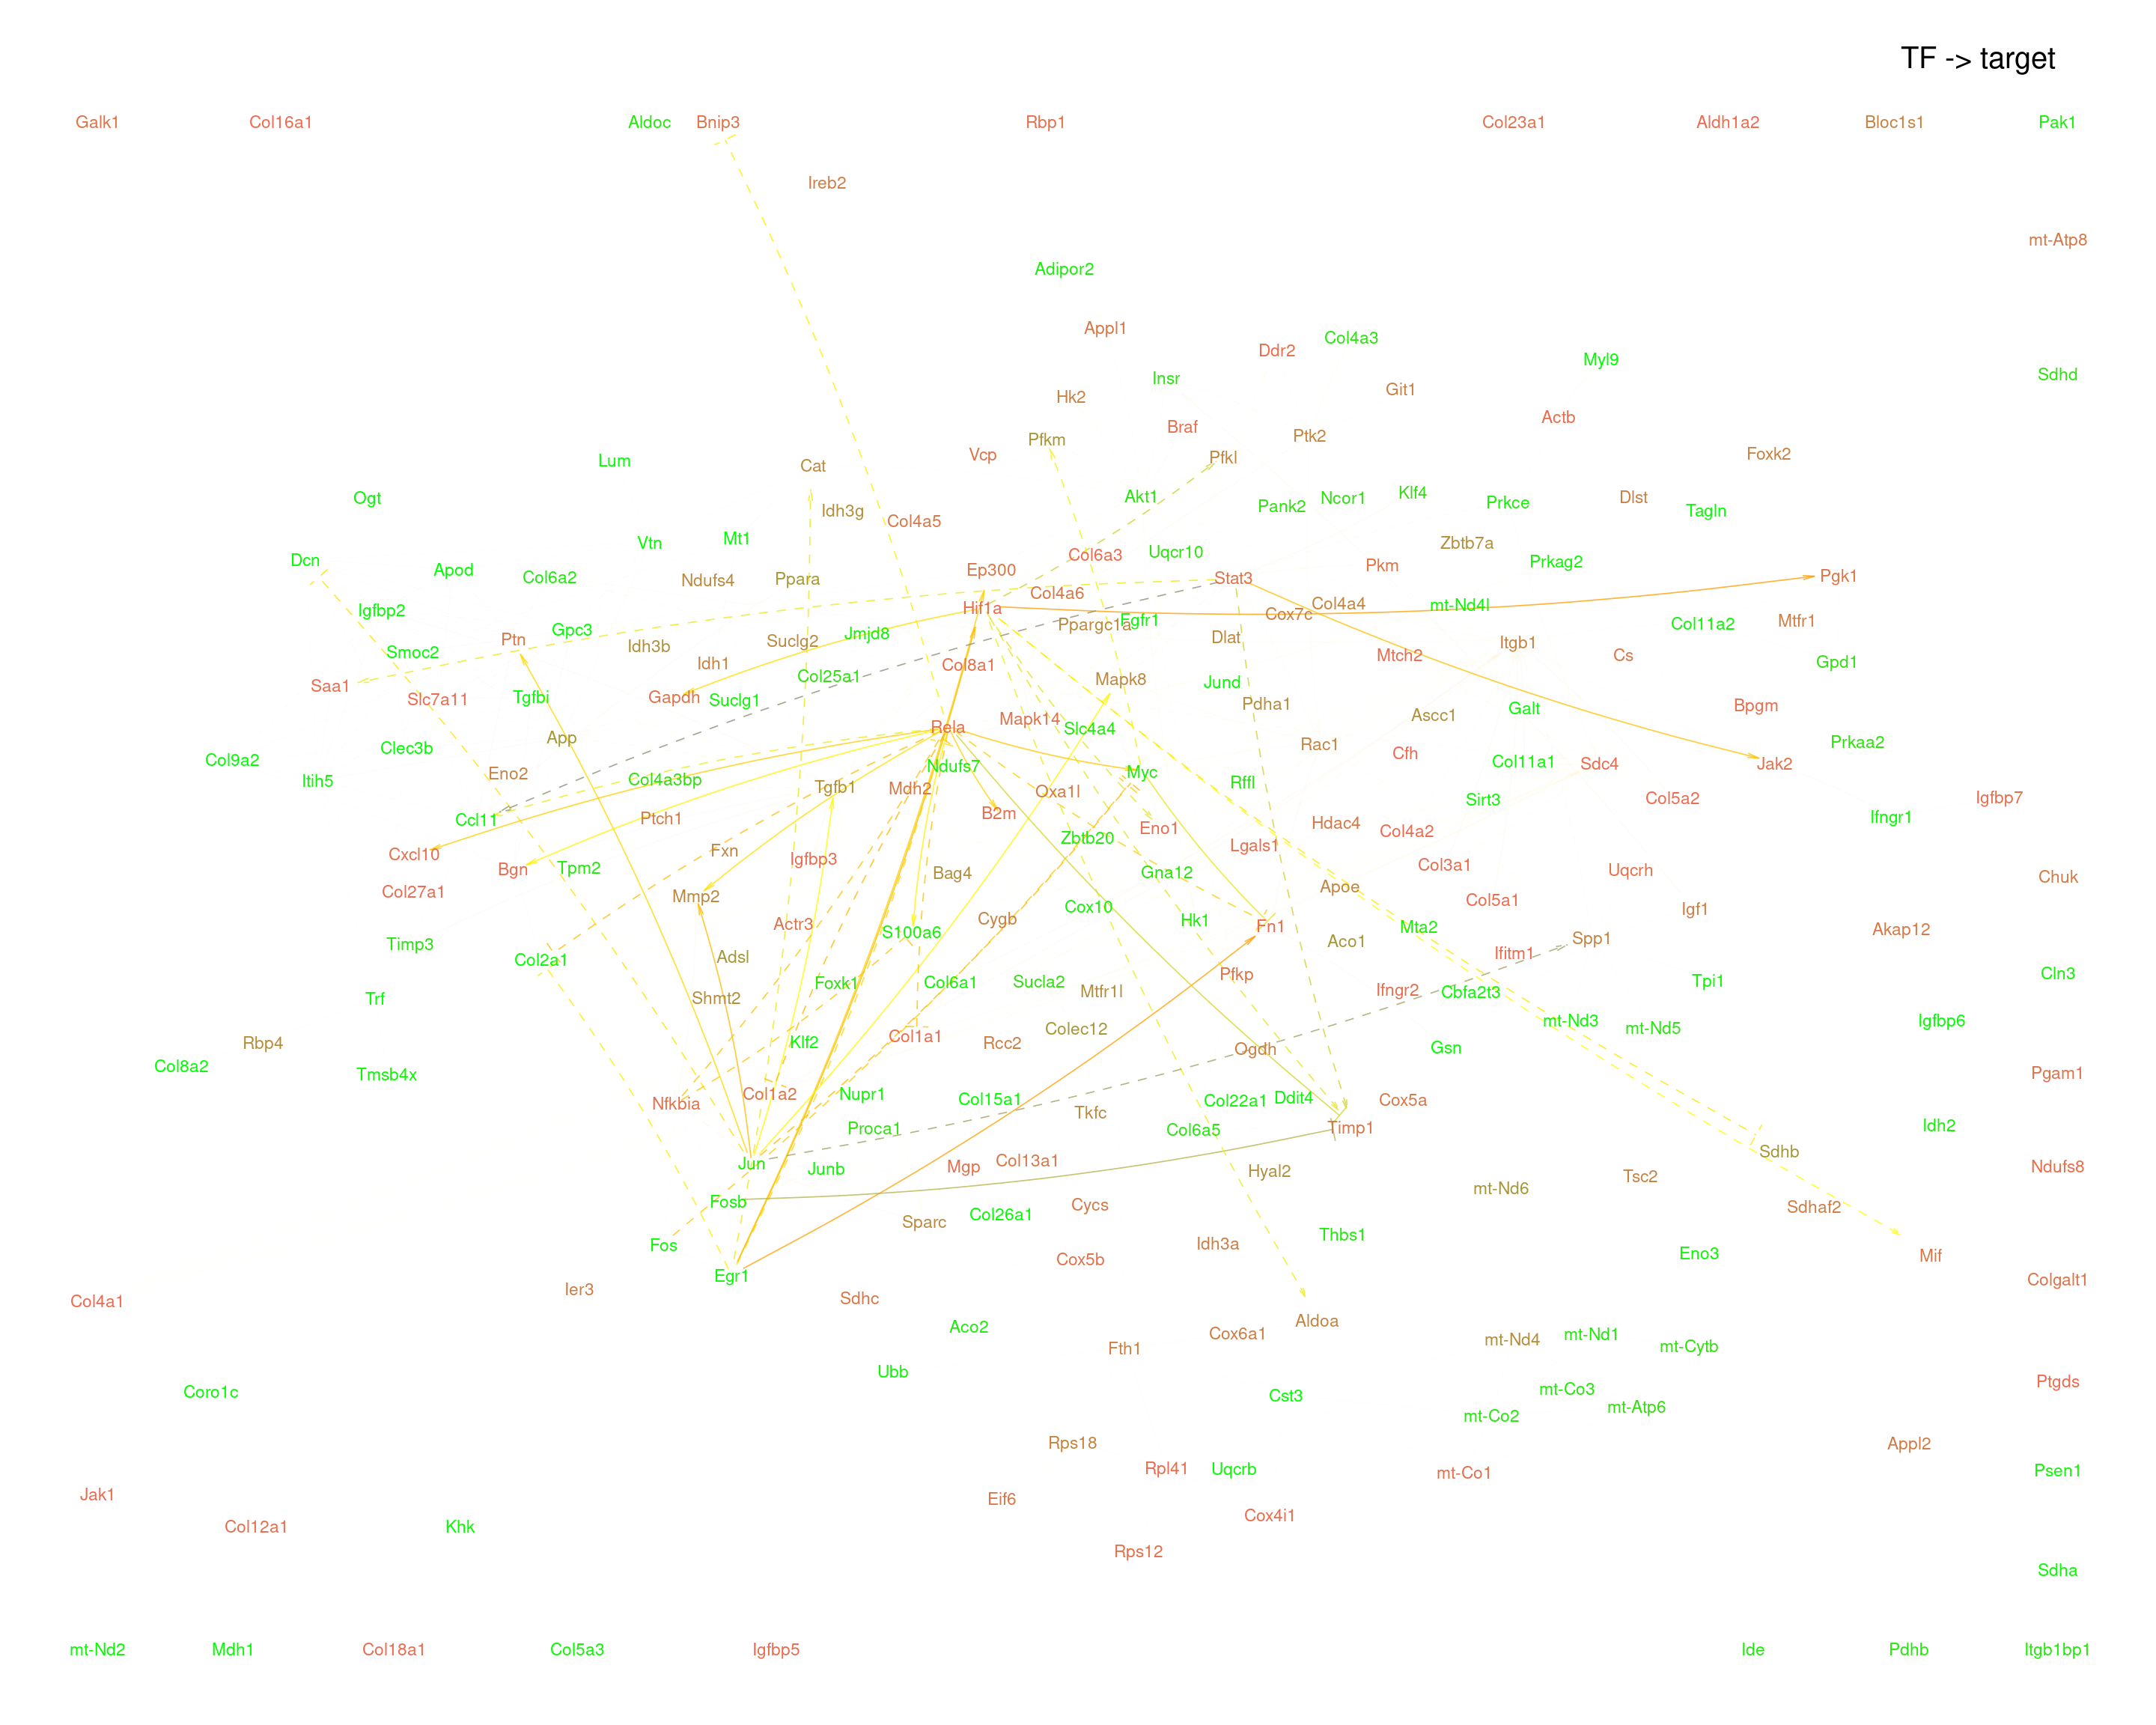 TF -> target
Galk1 Col16a1 Aldoc Bnip3 Rbp1 Col23a1 Aldh1a2 Bloc1s1 Pak1
Ireb2
mt-Atp8
Adipor2
Appl1
Col4a3
Ddr2
Myl9
Sdhd
Insr
Git1
Hk2
Actb
Braf
Ptk2
Pfkm
Vcp
Foxk2
Pfkl
Lum
Cat
Klf4
Ogt
Akt1
Ncor1
Dlst
Prkce
Pank2
Idh3g
Tagln
Col4a5
Mt1
Vtn
Zbtb7a
Uqcr10
Col6a3
Dcn
Prkag2
Pkm
Apod
Ep300
Pgk1
Col6a2
Stat3
Ppara
Ndufs4
Col4a6
Col4a4
mt-Nd4l
Hif1a
Igfbp2
Cox7c
Fgfr1
Mtfr1
Ppargc1a
Col11a2
Gpc3
Jmjd8
Dlat
Ptn
Suclg2
Itgb1
Idh3b
Smoc2
Mtch2
Cs
Gpd1
Idh1
Col8a1
Col25a1
Mapk8
Jund
Saa1
Tgfbi
Gapdh
Slc7a11
Suclg1
Pdha1
Bpgm
Galt
Ascc1
Mapk14
Rela
Slc4a4
App
Prkaa2
Rac1
Clec3b
Cfh
Col9a2
Col11a1
Sdc4
Jak2
Ndufs7
Myc
Eno2
Col4a3bp
Itih5
Rffl
Tgfb1
Mdh2
Oxa1l
Igfbp7
Col5a2
Sirt3
B2m
Ifngr1
Ptch1
Ccl11
Hdac4
Eno1
Col4a2
Zbtb20
Lgals1
Fxn
Cxcl10
Igfbp3
Col3a1
Tpm2
Bgn
Uqcrh
Gna12
Bag4
Chuk
Apoe
Col27a1
Mmp2
Col5a1
Cox10
Igf1
Cygb
Hk1
Actr3
Fn1
Mta2
Akap12
S100a6
Spp1
Aco1
Timp3
Ifitm1
Adsl
Col2a1
Cln3
Pfkp
Tpi1
Sucla2
Col6a1
Foxk1
Ifngr2
Mtfr1l
Cbfa2t3
Shmt2
Trf
mt-Nd3
Igfbp6
mt-Nd5
Colec12
Col1a1
Klf2
Rcc2
Rbp4
Gsn
Ogdh
Col8a2
Pgam1
Tmsb4x
Col1a2
Nupr1
Ddit4
Col15a1
Col22a1
Cox5a
Nfkbia
Tkfc
Idh2
Timp1
Proca1
Col6a5
Sdhb
Col13a1
Jun
Mgp
Ndufs8
Junb
Hyal2
Tsc2
mt-Nd6
Fosb
Cycs
Sdhaf2
Col26a1
Sparc
Thbs1
Idh3a
Fos
Eno3
Mif
Cox5b
Egr1
Colgalt1
Ier3
Sdhc
Col4a1
Aldoa
Aco2
Cox6a1
mt-Nd1
mt-Nd4
mt-Cytb
Fth1
Ubb
Ptgds
mt-Co3
Coro1c
Cst3
mt-Atp6
mt-Co2
Rps18
Appl2
Rpl41
Uqcrb
Psen1
mt-Co1
Jak1
Eif6
Cox4i1
Col12a1
Khk
Rps12
Sdha
mt-Nd2 Mdh1 Col18a1 Col5a3 Igfbp5 Ide Pdhb Itgb1bp1